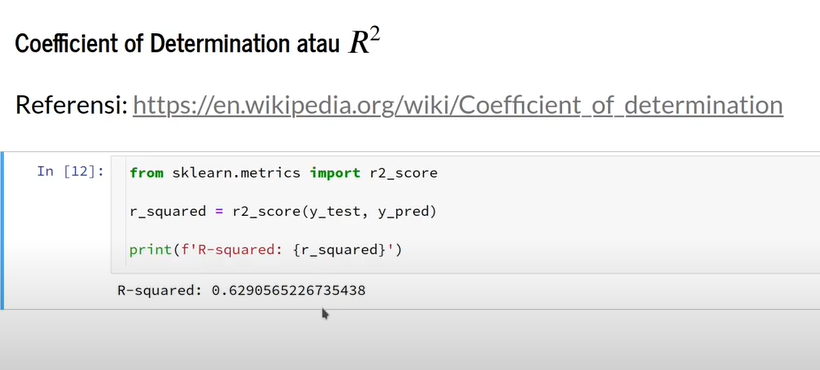 Coefficient of Determination atau R²
Referensi: https://en.wikipedia.org/wiki/Coefficient_of_determination
In [12]: from sklearn.metrics import r2_score
r_squared = r2_score(y_test, y_pred)
print(f'R-squared: {r_squared}')
R-squared: 0.6290565226735438